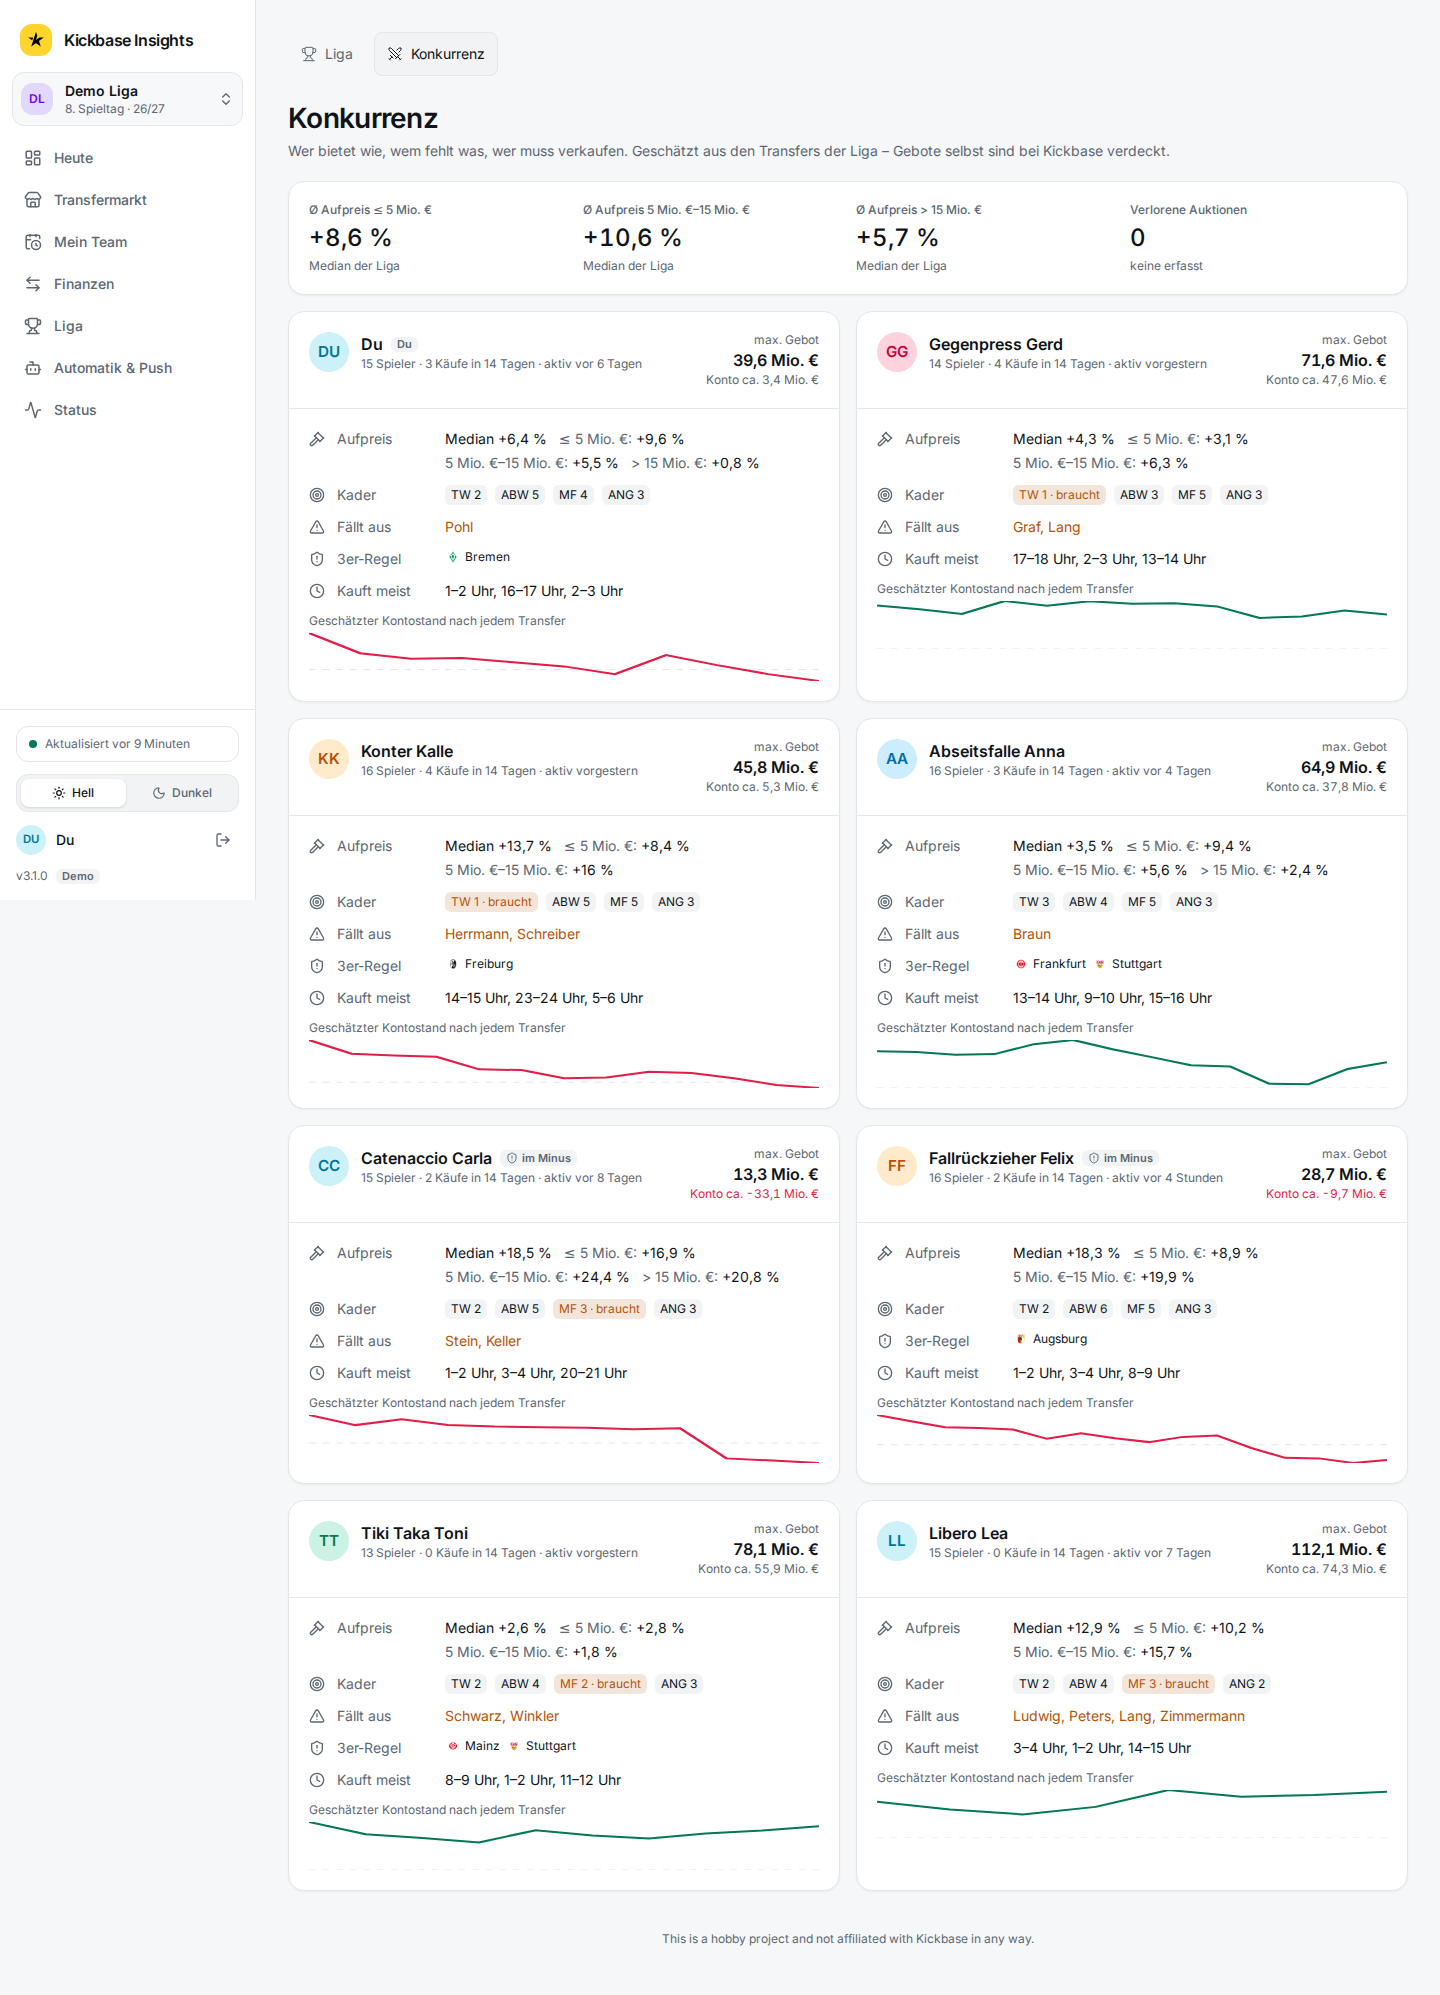 Kickbase Insights
DL
Demo Liga
8. Spieltag · 26/27
Heute
Transfermarkt
Mein Team
Finanzen
Liga
Automatik & Push
Status
Aktualisiert vor 9 Minuten
Hell
Dunkel
DU
Du
v3.1.0
Demo
Liga
Konkurrenz
Konkurrenz
Wer bietet wie, wem fehlt was, wer muss verkaufen. Geschätzt aus den Transfers der Liga – Gebote selbst sind bei Kickbase verdeckt.
Ø Aufpreis ≤ 5 Mio. €
+8,6 %
Median der Liga
Ø Aufpreis 5 Mio. €–15 Mio. €
+10,6 %
Median der Liga
Ø Aufpreis > 15 Mio. €
+5,7 %
Median der Liga
Verlorene Auktionen
0
keine erfasst
DU
Du Du
15 Spieler · 3 Käufe in 14 Tagen · aktiv vor 6 Tagen
max. Gebot
39,6 Mio. €
Konto ca. 3,4 Mio. €
Aufpreis
Median +6,4 % ≤ 5 Mio. €: +9,6 %
5 Mio. €–15 Mio. €: +5,5 % > 15 Mio. €: +0,8 %
Kader
TW 2 ABW 5 MF 4 ANG 3
Fällt aus
Pohl
3er-Regel
Bremen
Kauft meist
1–2 Uhr, 16–17 Uhr, 2–3 Uhr
Geschätzter Kontostand nach jedem Transfer
GG
Gegenpress Gerd
14 Spieler · 4 Käufe in 14 Tagen · aktiv vorgestern
max. Gebot
71,6 Mio. €
Konto ca. 47,6 Mio. €
Aufpreis
Median +4,3 % ≤ 5 Mio. €: +3,1 %
5 Mio. €–15 Mio. €: +6,3 %
Kader
TW 1 · braucht ABW 3 MF 5 ANG 3
Fällt aus
Graf, Lang
Kauft meist
17–18 Uhr, 2–3 Uhr, 13–14 Uhr
Geschätzter Kontostand nach jedem Transfer
KK
Konter Kalle
16 Spieler · 4 Käufe in 14 Tagen · aktiv vorgestern
max. Gebot
45,8 Mio. €
Konto ca. 5,3 Mio. €
Aufpreis
Median +13,7 % ≤ 5 Mio. €: +8,4 %
5 Mio. €–15 Mio. €: +16 %
Kader
TW 1 · braucht ABW 5 MF 5 ANG 3
Fällt aus
Herrmann, Schreiber
3er-Regel
Freiburg
Kauft meist
14–15 Uhr, 23–24 Uhr, 5–6 Uhr
Geschätzter Kontostand nach jedem Transfer
AA
Abseitsfalle Anna
16 Spieler · 3 Käufe in 14 Tagen · aktiv vor 4 Tagen
max. Gebot
64,9 Mio. €
Konto ca. 37,8 Mio. €
Aufpreis
Median +3,5 % ≤ 5 Mio. €: +9,4 %
5 Mio. €–15 Mio. €: +5,6 % > 15 Mio. €: +2,4 %
Kader
TW 3 ABW 4 MF 5 ANG 3
Fällt aus
Braun
3er-Regel
Frankfurt Stuttgart
Kauft meist
13–14 Uhr, 9–10 Uhr, 15–16 Uhr
Geschätzter Kontostand nach jedem Transfer
CC
Catenaccio Carla im Minus
15 Spieler · 2 Käufe in 14 Tagen · aktiv vor 8 Tagen
max. Gebot
13,3 Mio. €
Konto ca. -33,1 Mio. €
Aufpreis
Median +18,5 % ≤ 5 Mio. €: +16,9 %
5 Mio. €–15 Mio. €: +24,4 % > 15 Mio. €: +20,8 %
Kader
TW 2 ABW 5 MF 3 · braucht ANG 3
Fällt aus
Stein, Keller
Kauft meist
1–2 Uhr, 3–4 Uhr, 20–21 Uhr
Geschätzter Kontostand nach jedem Transfer
FF
Fallrückzieher Felix im Minus
16 Spieler · 2 Käufe in 14 Tagen · aktiv vor 4 Stunden
max. Gebot
28,7 Mio. €
Konto ca. -9,7 Mio. €
Aufpreis
Median +18,3 % ≤ 5 Mio. €: +8,9 %
5 Mio. €–15 Mio. €: +19,9 %
Kader
TW 2 ABW 6 MF 5 ANG 3
3er-Regel
Augsburg
Kauft meist
1–2 Uhr, 3–4 Uhr, 8–9 Uhr
Geschätzter Kontostand nach jedem Transfer
TT
Tiki Taka Toni
13 Spieler · 0 Käufe in 14 Tagen · aktiv vorgestern
max. Gebot
78,1 Mio. €
Konto ca. 55,9 Mio. €
Aufpreis
Median +2,6 % ≤ 5 Mio. €: +2,8 %
5 Mio. €–15 Mio. €: +1,8 %
Kader
TW 2 ABW 4 MF 2 · braucht ANG 3
Fällt aus
Schwarz, Winkler
3er-Regel
Mainz Stuttgart
Kauft meist
8–9 Uhr, 1–2 Uhr, 11–12 Uhr
Geschätzter Kontostand nach jedem Transfer
LL
Libero Lea
15 Spieler · 0 Käufe in 14 Tagen · aktiv vor 7 Tagen
max. Gebot
112,1 Mio. €
Konto ca. 74,3 Mio. €
Aufpreis
Median +12,9 % ≤ 5 Mio. €: +10,2 %
5 Mio. €–15 Mio. €: +15,7 %
Kader
TW 2 ABW 4 MF 3 · braucht ANG 2
Fällt aus
Ludwig, Peters, Lang, Zimmermann
Kauft meist
3–4 Uhr, 1–2 Uhr, 14–15 Uhr
Geschätzter Kontostand nach jedem Transfer
This is a hobby project and not affiliated with Kickbase in any way.